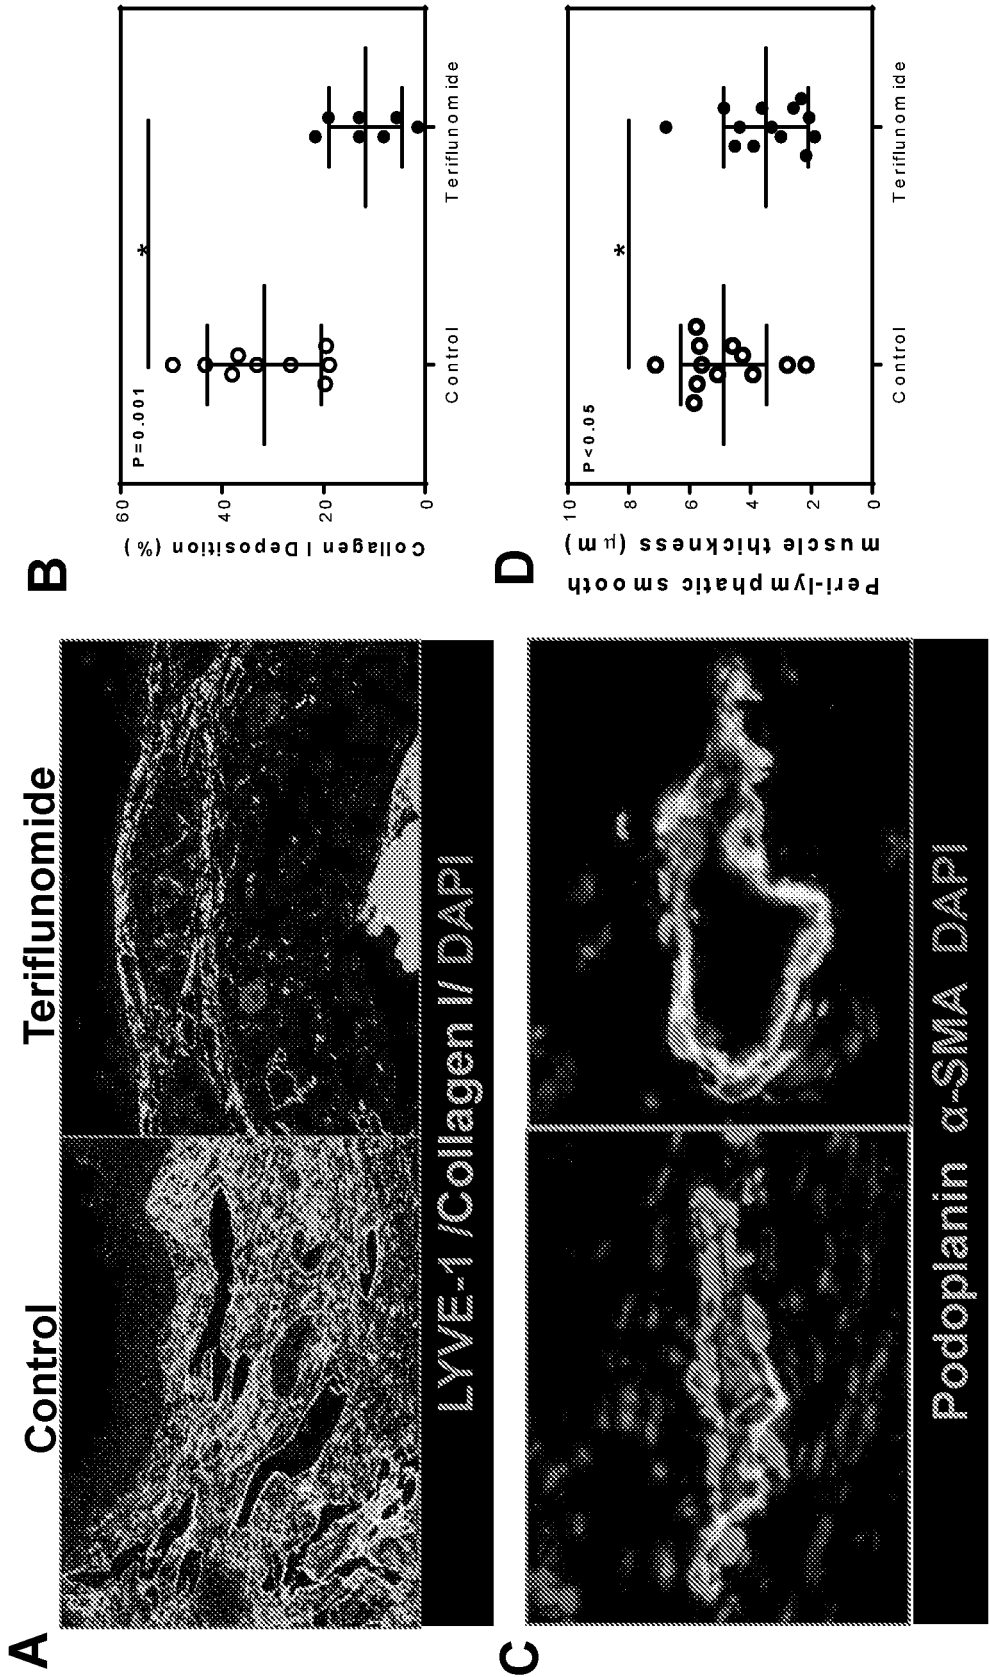 A
Control
Teriflunomide
LYVE-1 /Collagen I/ DAPI
B
Collagen I Deposition (%)
60
40
20
0
P=0.001
*
Control
Teriflunomide
C
Podoplanin α-SMA DAPI
D
Peri-lymphatic smooth
muscle thickness (μm)
10
8
6
4
2
0
P<0.05
*
Control
Teriflunomide